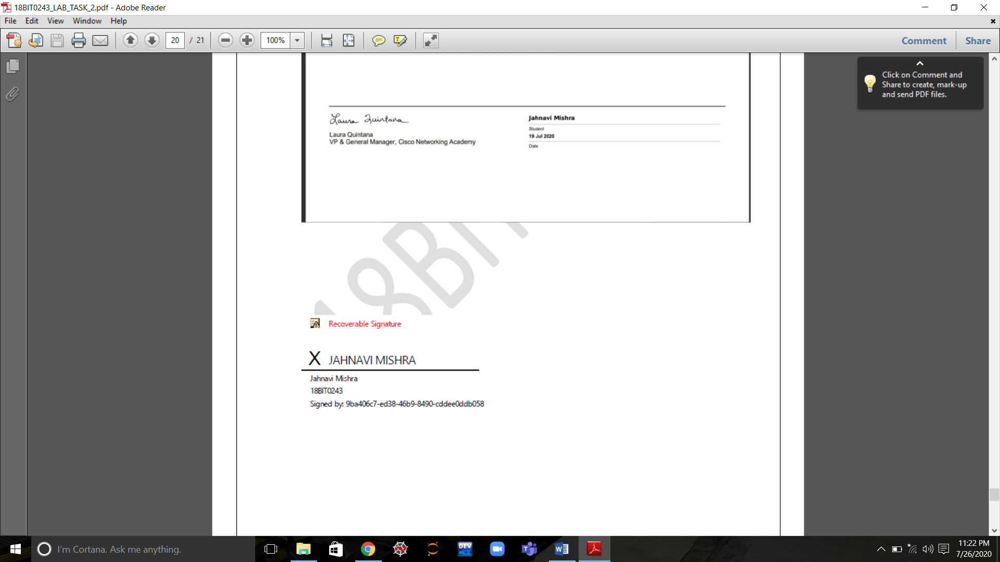 18BIT0243_LAB_TASK_2.pdf - Adobe Reader
File Edit View Window Help
20 / 21 100% Comment Share
Click on Comment and
Share to create, mark-up
and send PDF files.
Laura Quintana
Laura Quintana
VP & General Manager, Cisco Networking Academy
Jahnavi Mishra
Student
19 Jul 2020
Date
18BIT
Recoverable Signature
X JAHNAVI MISHRA
Jahnavi Mishra
18BIT0243
Signed by: 9ba406c7-ed38-46b9-8490-cddee0ddb058
I'm Cortana. Ask me anything.
DEV
C++
W
11:22 PM
7/26/2020